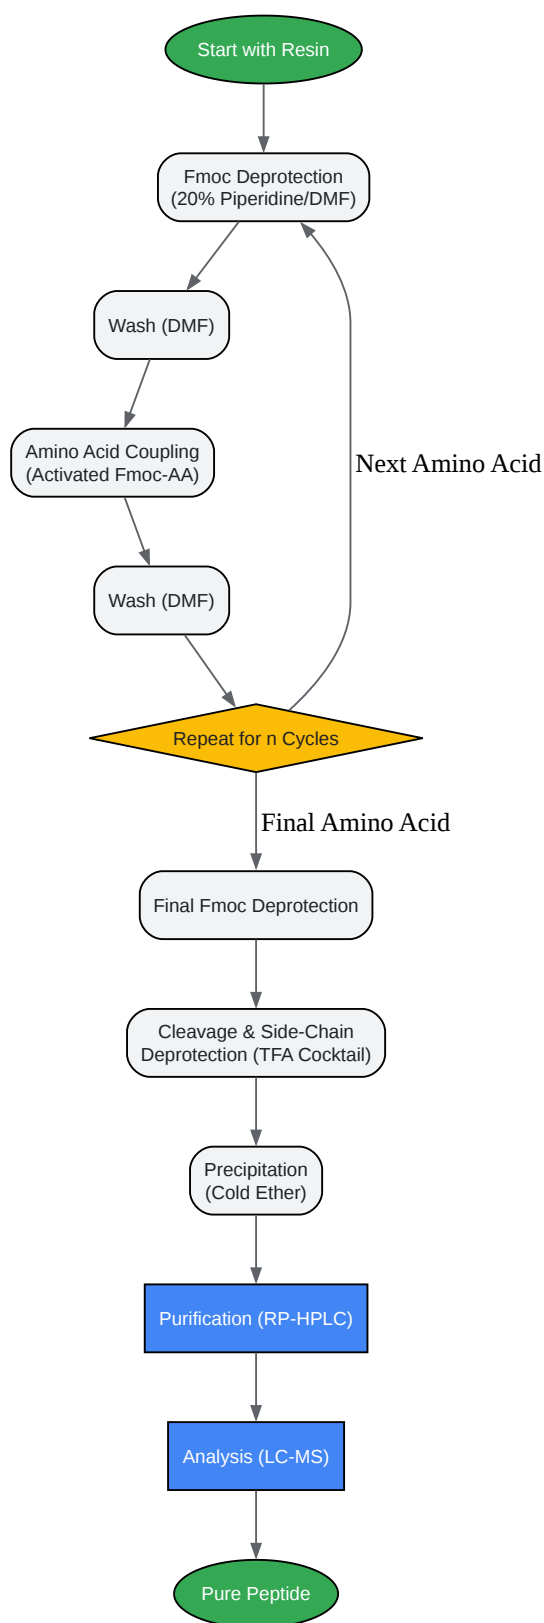 Start with Resin
Fmoc Deprotection
(20% Piperidine/DMF)
Wash (DMF)
Amino Acid Coupling
(Activated Fmoc-AA)
Next Amino Acid
Wash (DMF)
Repeat for n Cycles
Final Amino Acid
Final Fmoc Deprotection
Cleavage & Side-Chain
Deprotection (TFA Cocktail)
Precipitation
(Cold Ether)
Purification (RP-HPLC)
Analysis (LC-MS)
Pure Peptide